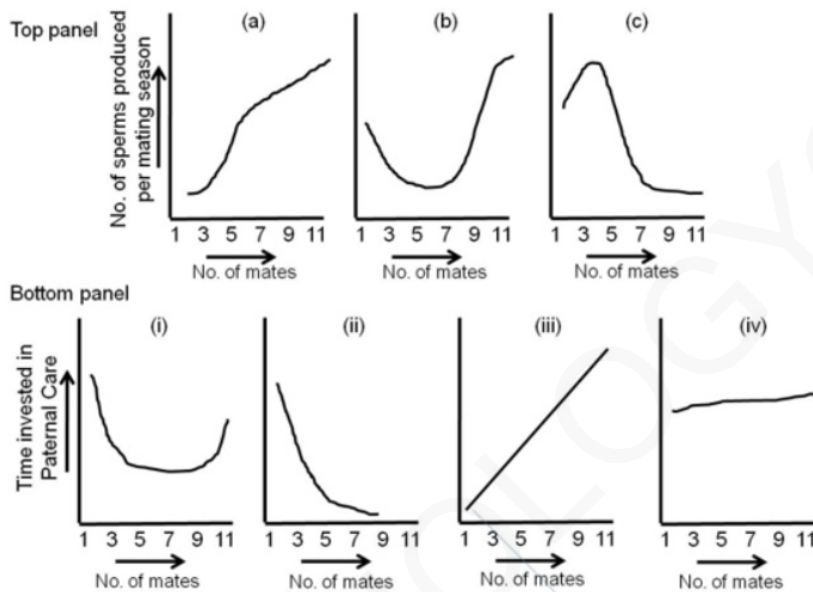 Top panel
(a) (b) (c)
No. of sperms produced
per mating season
1 3 5 7 9 11 1 3 5 7 9 11 1 3 5 7 9 11
No. of mates No. of mates No. of mates
Bottom panel
(i) (ii) (iii) (iv)
Time invested in
Paternal Care
1 3 5 7 9 11 1 3 5 7 9 11 1 3 5 7 9 11 1 3 5 7 9 11
No. of mates No. of mates No. of mates No. of mates